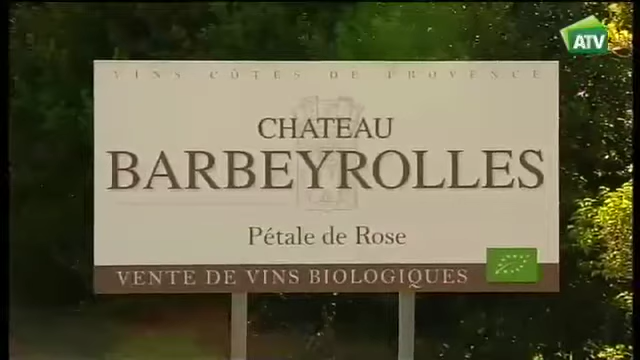 ATV
VINS CÔTES DE PROVENCE
CHATEAU
BARBEYROLLES
Pétale de Rose
VENTE DE VINS BIOLOGIQUES